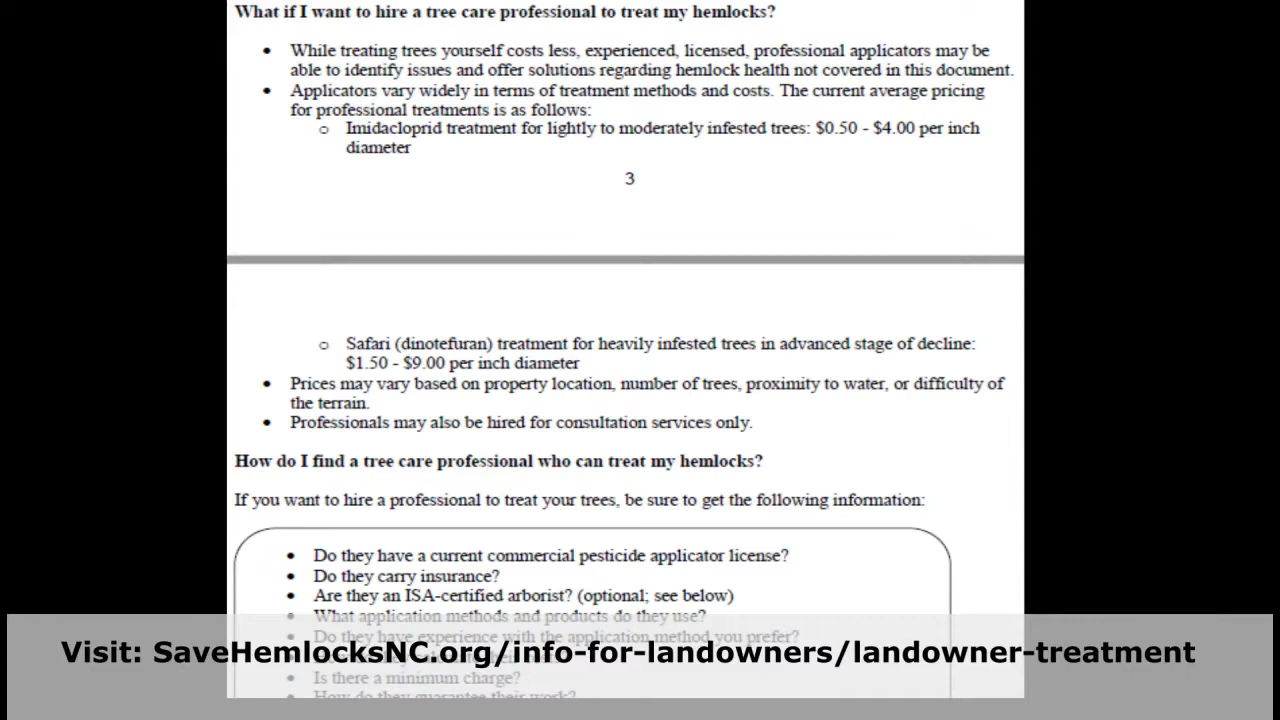 What if I want to hire a tree care professional to treat my hemlocks?
• While treating trees yourself costs less, experienced, licensed, professional applicators may be
able to identify issues and offer solutions regarding hemlock health not covered in this document.
• Applicators vary widely in terms of treatment methods and costs. The current average pricing
for professional treatments is as follows:
o Imidacloprid treatment for lightly to moderately infested trees: $0.50 - $4.00 per inch
diameter
3
o Safari (dinotefuran) treatment for heavily infested trees in advanced stage of decline:
$1.50 - $9.00 per inch diameter
• Prices may vary based on property location, number of trees, proximity to water, or difficulty of
the terrain.
• Professionals may also be hired for consultation services only.
How do I find a tree care professional who can treat my hemlocks?
If you want to hire a professional to treat your trees, be sure to get the following information:
• Do they have a current commercial pesticide applicator license?
• Do they carry insurance?
• Are they an ISA-certified arborist? (optional; see below)
• What application methods and products do they use?
• Do they have experience with the application method you prefer?
Visit: SaveHemlocksNC.org/info-for-landowners/landowner-treatment
• Is there a minimum charge?
• How do they guarantee their work?